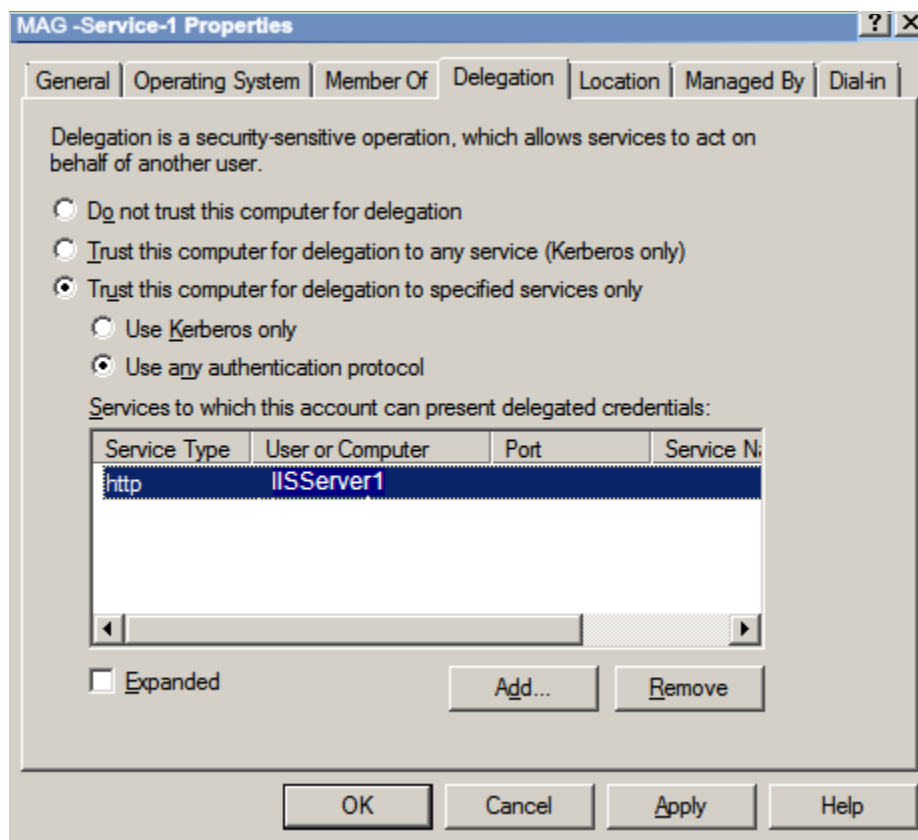 MAG -Service-1 Properties
General Operating System Member Of Delegation Location Managed By Dial-in
Delegation is a security-sensitive operation, which allows services to act on
behalf of another user.
Do not trust this computer for delegation
Trust this computer for delegation to any service (Kerberos only)
Trust this computer for delegation to specified services only
Use Kerberos only
Use any authentication protocol
Services to which this account can present delegated credentials:
Service Type User or Computer Port Service Na
http IISServer1
Expanded Add... Remove
OK Cancel Apply Help